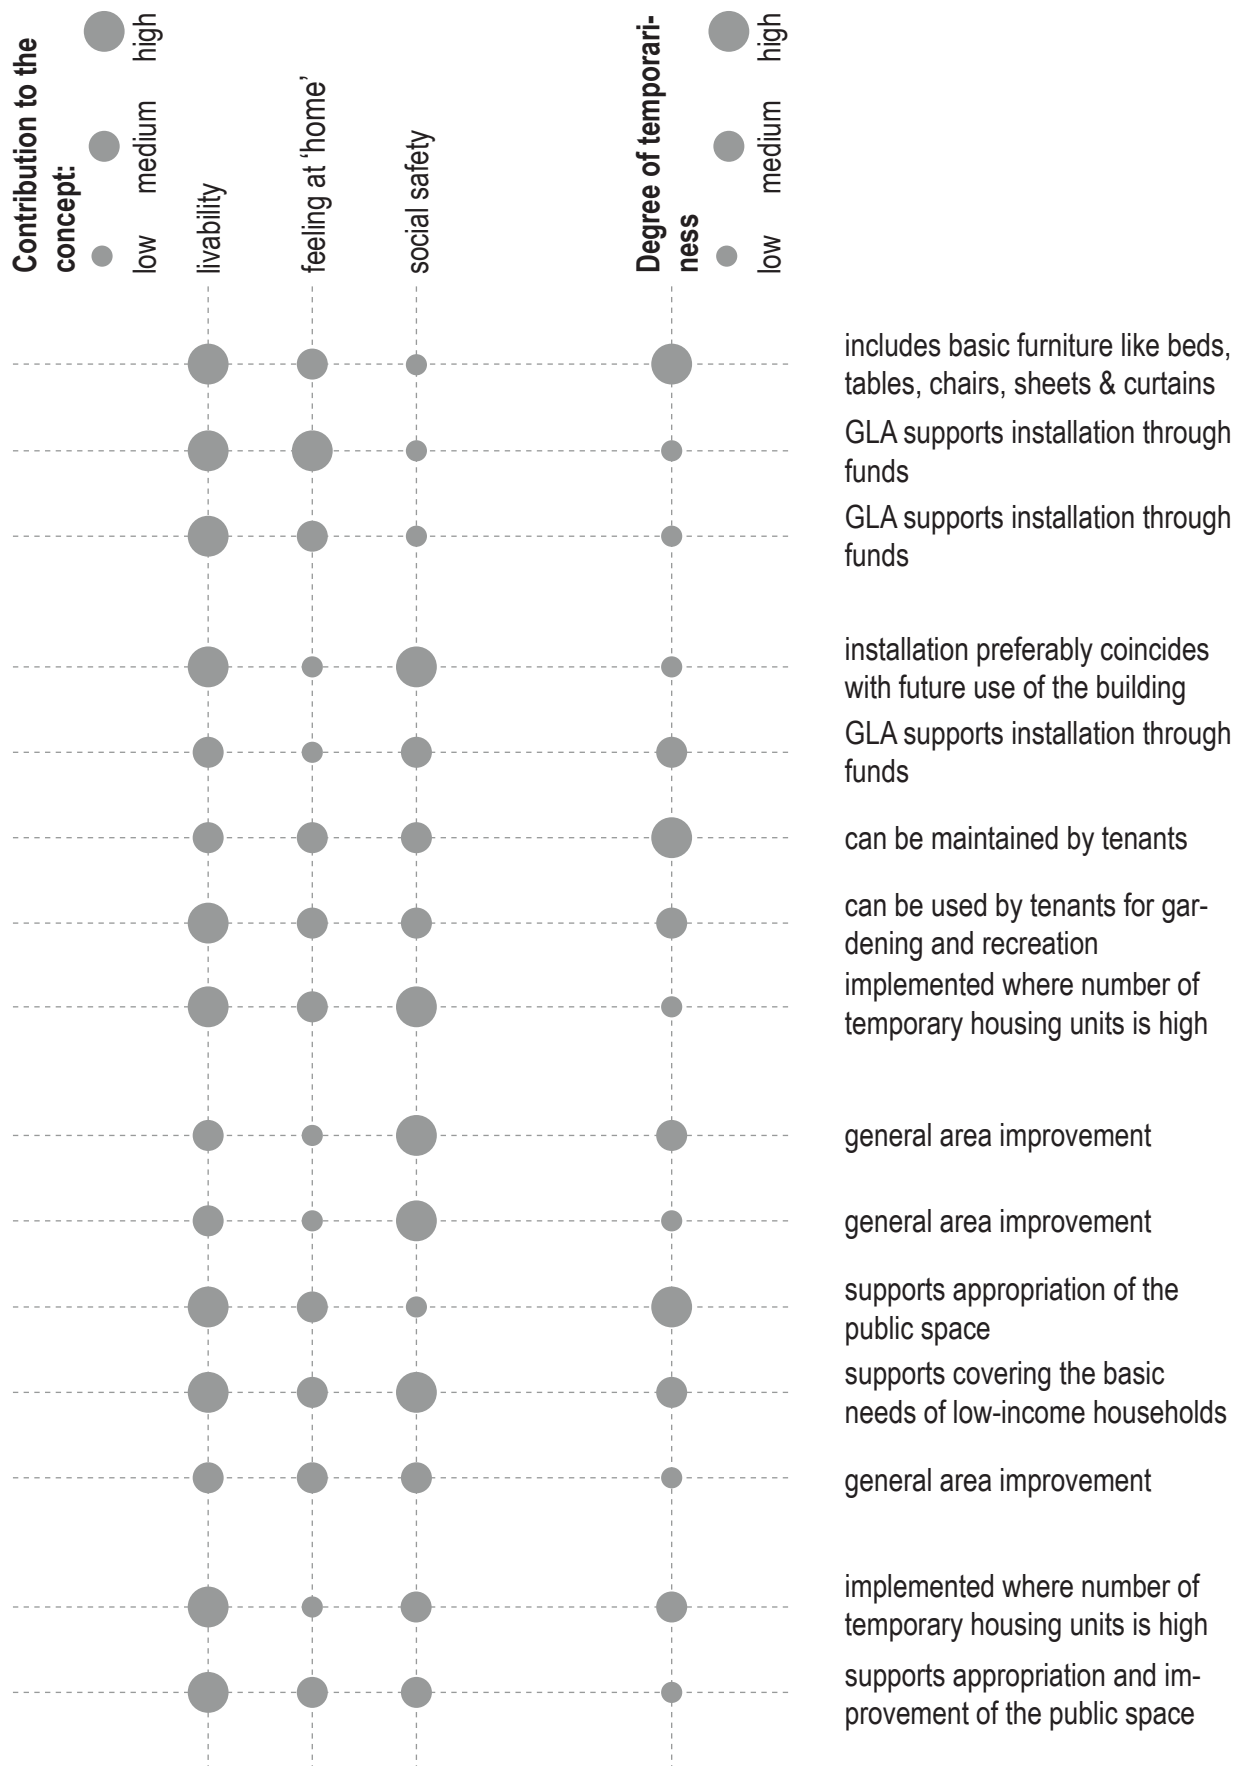 Contribution to the
concept:
low
medium
high
livability
feeling at ‘home’
social safety
Degree of temporari-
ness
low
medium
high
includes basic furniture like beds,
tables, chairs, sheets & curtains
GLA supports installation through
funds
GLA supports installation through
funds
installation preferably coincides
with future use of the building
GLA supports installation through
funds
can be maintained by tenants
can be used by tenants for gar-
dening and recreation
implemented where number of
temporary housing units is high
general area improvement
general area improvement
supports appropriation of the
public space
supports covering the basic
needs of low-income households
general area improvement
implemented where number of
temporary housing units is high
supports appropriation and im-
provement of the public space